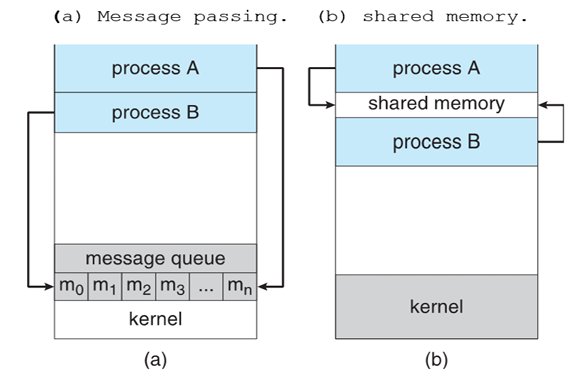 (a) Message passing. (b) shared memory.
process A
process B
message queue
m0 m1 m2 m3 ... mn
kernel
(a)
process A
shared memory
process B
kernel
(b)